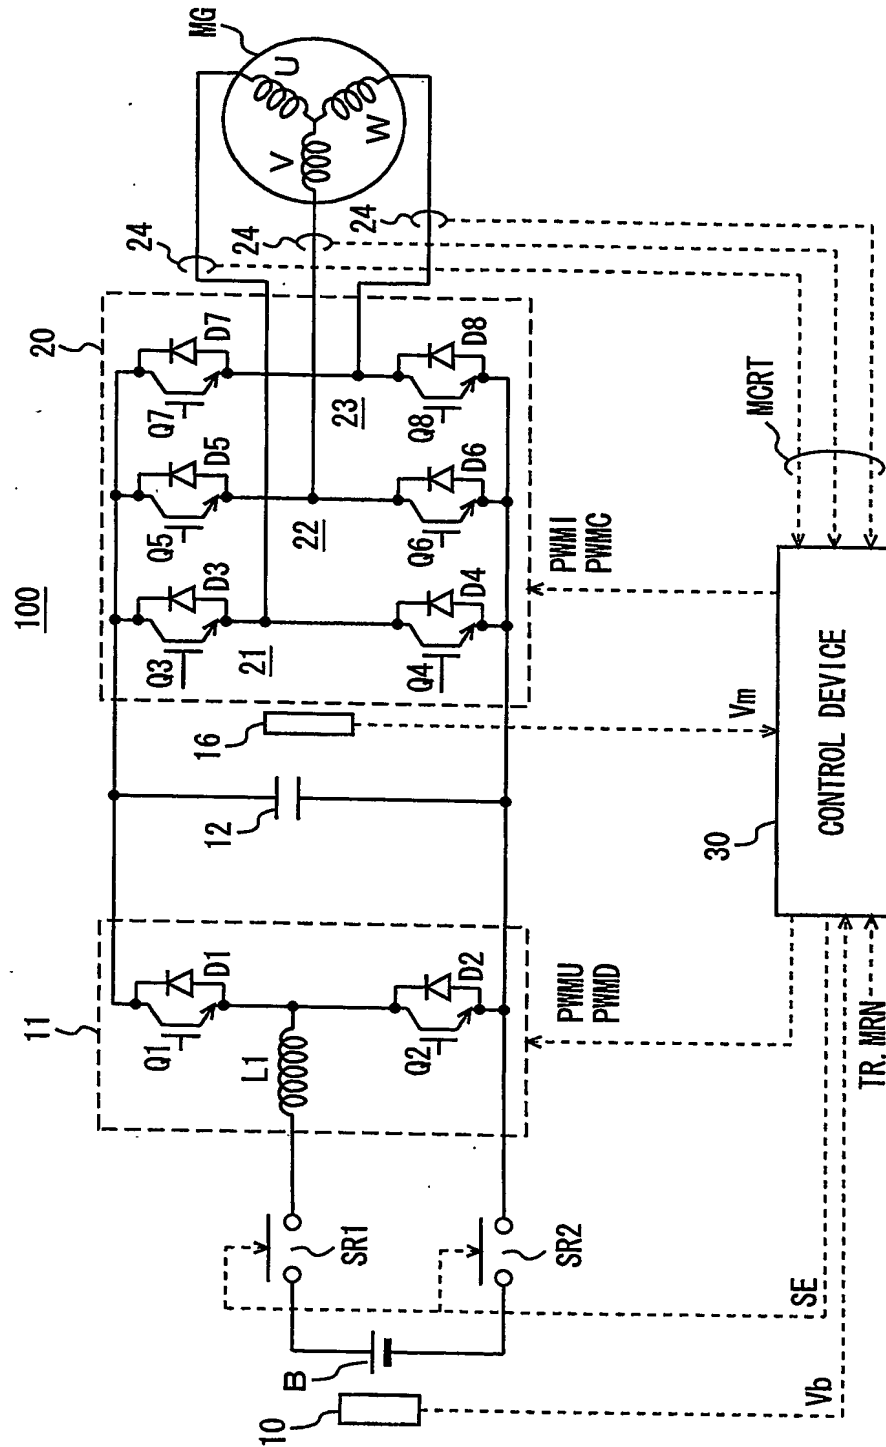 100
10
Vb
B
SE
SR1
SR2
11
L1
Q1
D1
Q2
D2
PWMU
PWMD
TR. MRN
12
16
Vm
30
CONTROL DEVICE
20
Q3
D3
21
Q4
D4
Q5
D5
22
Q6
D6
Q7
D7
23
Q8
D8
PWMI
PWMC
24
24
24
MCRT
MG
U
V
W